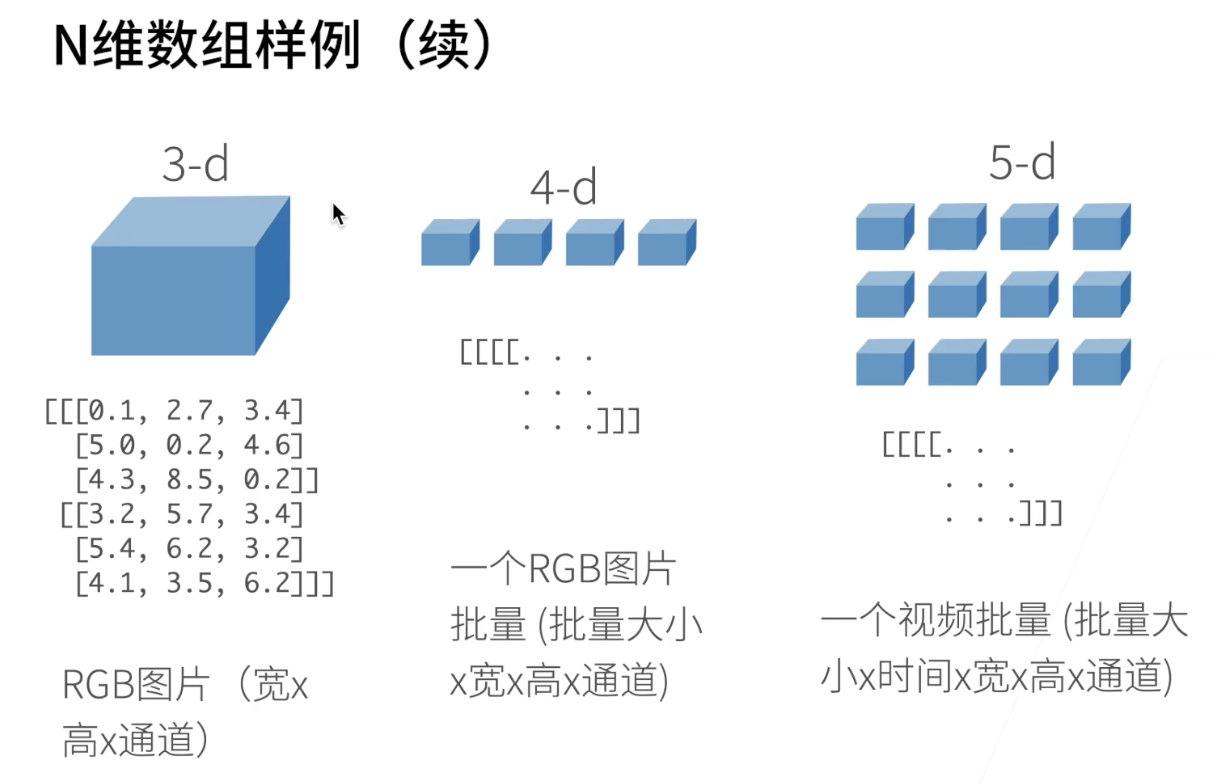 N维数组样例（续）
3-d
[[[0.1, 2.7, 3.4]
[5.0, 0.2, 4.6]
[4.3, 8.5, 0.2]]
[[3.2, 5.7, 3.4]
[5.4, 6.2, 3.2]
[4.1, 3.5, 6.2]]]
RGB图片（宽x
高x通道）
4-d
[[[[. . .
. . .
. . .]]]
一个RGB图片
批量 (批量大小
x宽x高x通道)
5-d
[[[[. . .
. . .
. . .]]]
一个视频批量 (批量大
小x时间x宽x高x通道)